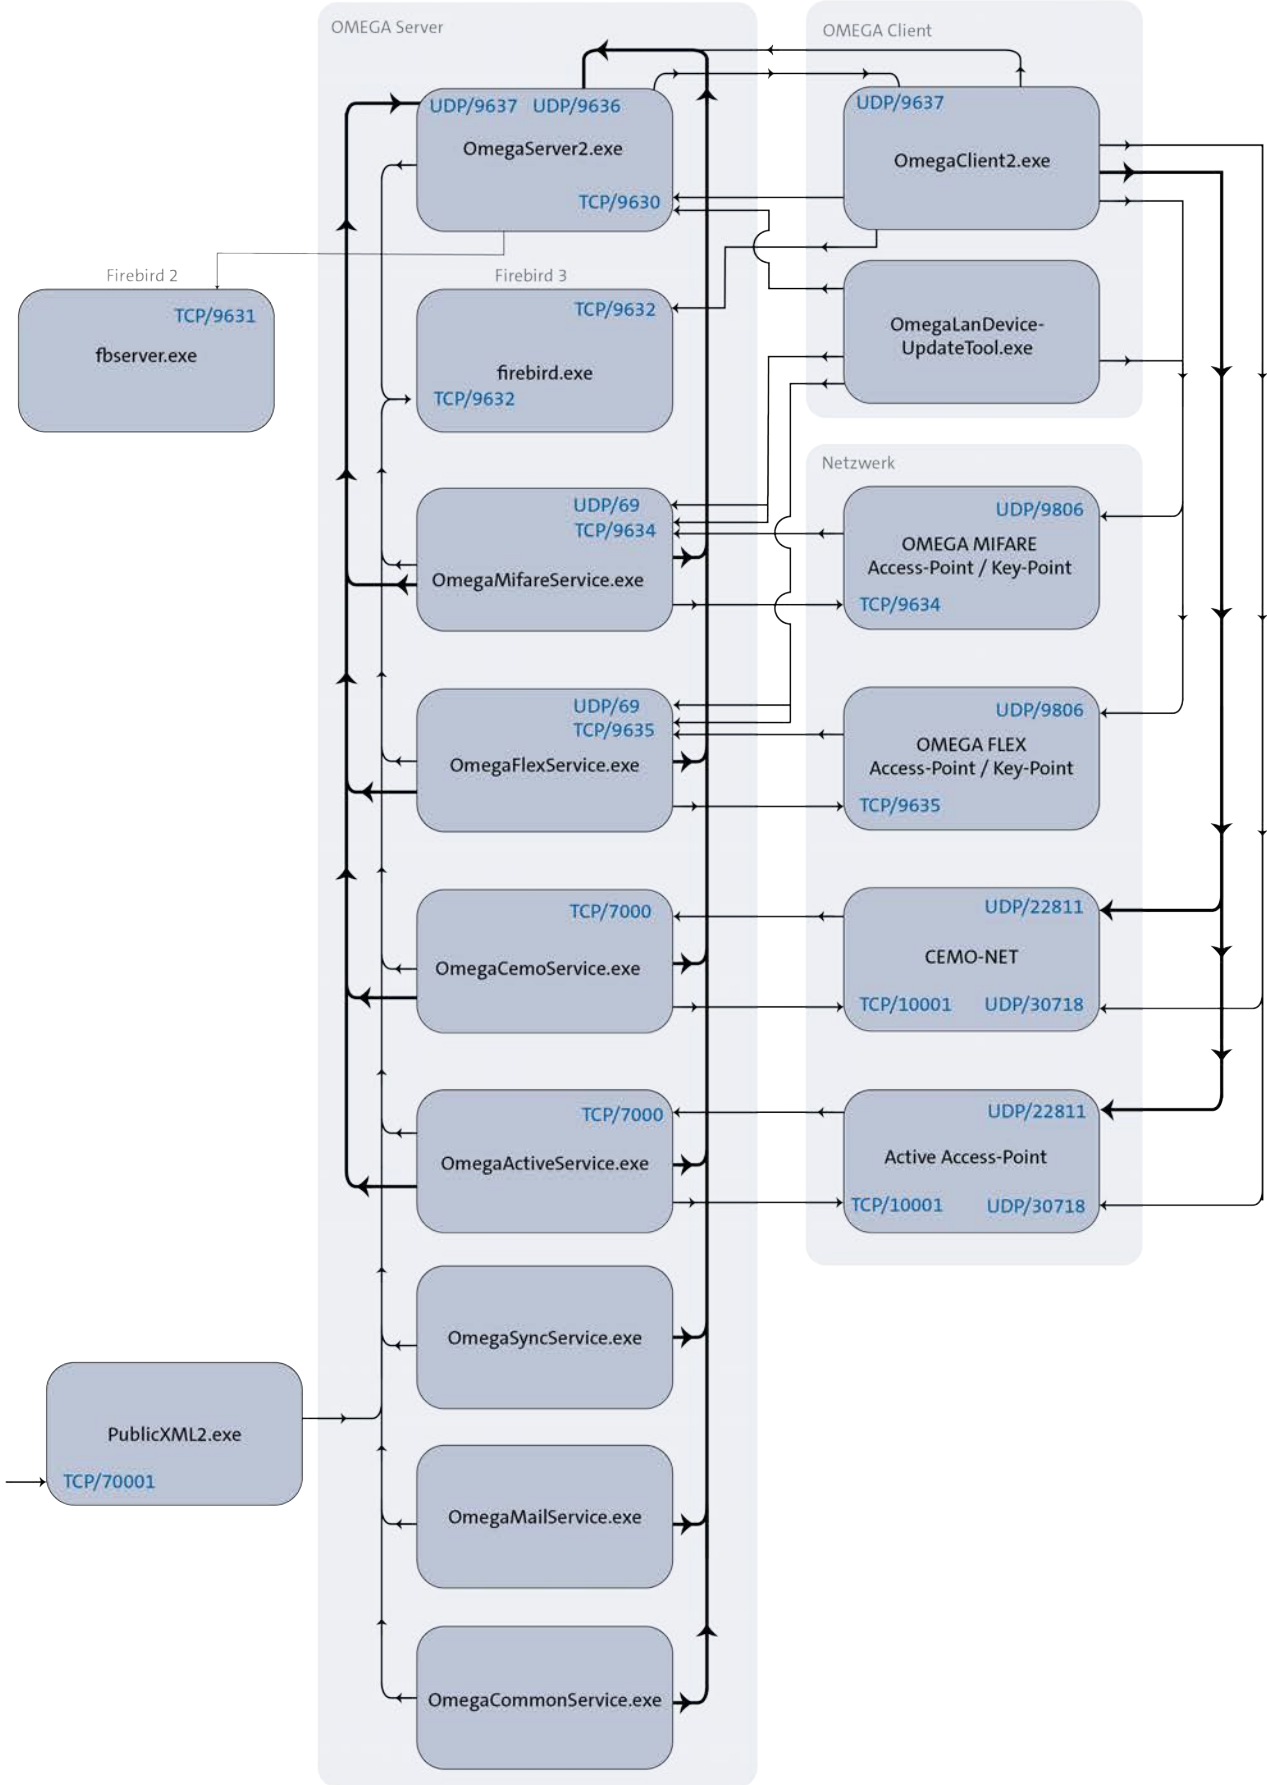 OMEGA Server
OMEGA Client
UDP/9637 UDP/9636
OmegaServer2.exe
TCP/9630
UDP/9637
OmegaClient2.exe
Firebird 2
TCP/9631
fbserver.exe
Firebird 3
TCP/9632
firebird.exe
TCP/9632
OmegaLanDevice-
UpdateTool.exe
Netzwerk
UDP/69
TCP/9634
OmegaMifareService.exe
UDP/9806
OMEGA MIFARE
Access-Point / Key-Point
TCP/9634
UDP/69
TCP/9635
OmegaFlexService.exe
UDP/9806
OMEGA FLEX
Access-Point / Key-Point
TCP/9635
TCP/7000
OmegaCemoService.exe
UDP/22811
CEMO-NET
TCP/10001 UDP/30718
TCP/7000
OmegaActiveService.exe
UDP/22811
Active Access-Point
TCP/10001 UDP/30718
OmegaSyncService.exe
PublicXML2.exe
TCP/70001
OmegaMailService.exe
OmegaCommonService.exe